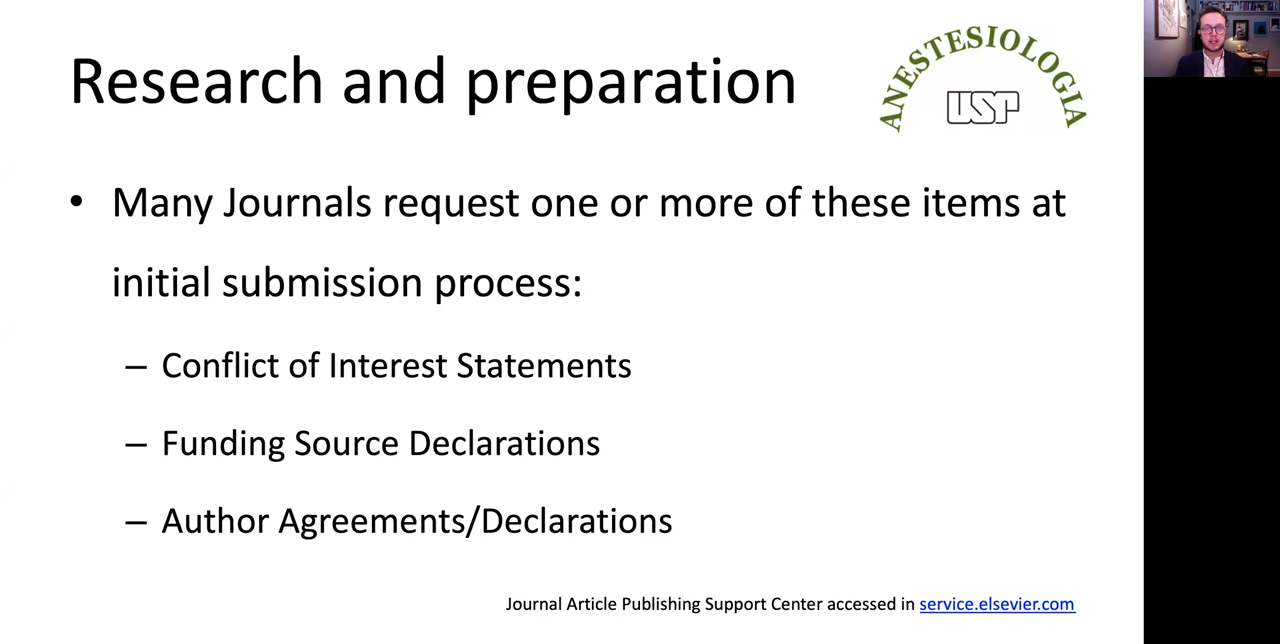 Research and preparation
ANESTESIOLOGIA
USP
• Many Journals request one or more of these items at
initial submission process:
– Conflict of Interest Statements
– Funding Source Declarations
– Author Agreements/Declarations
Journal Article Publishing Support Center accessed in service.elsevier.com